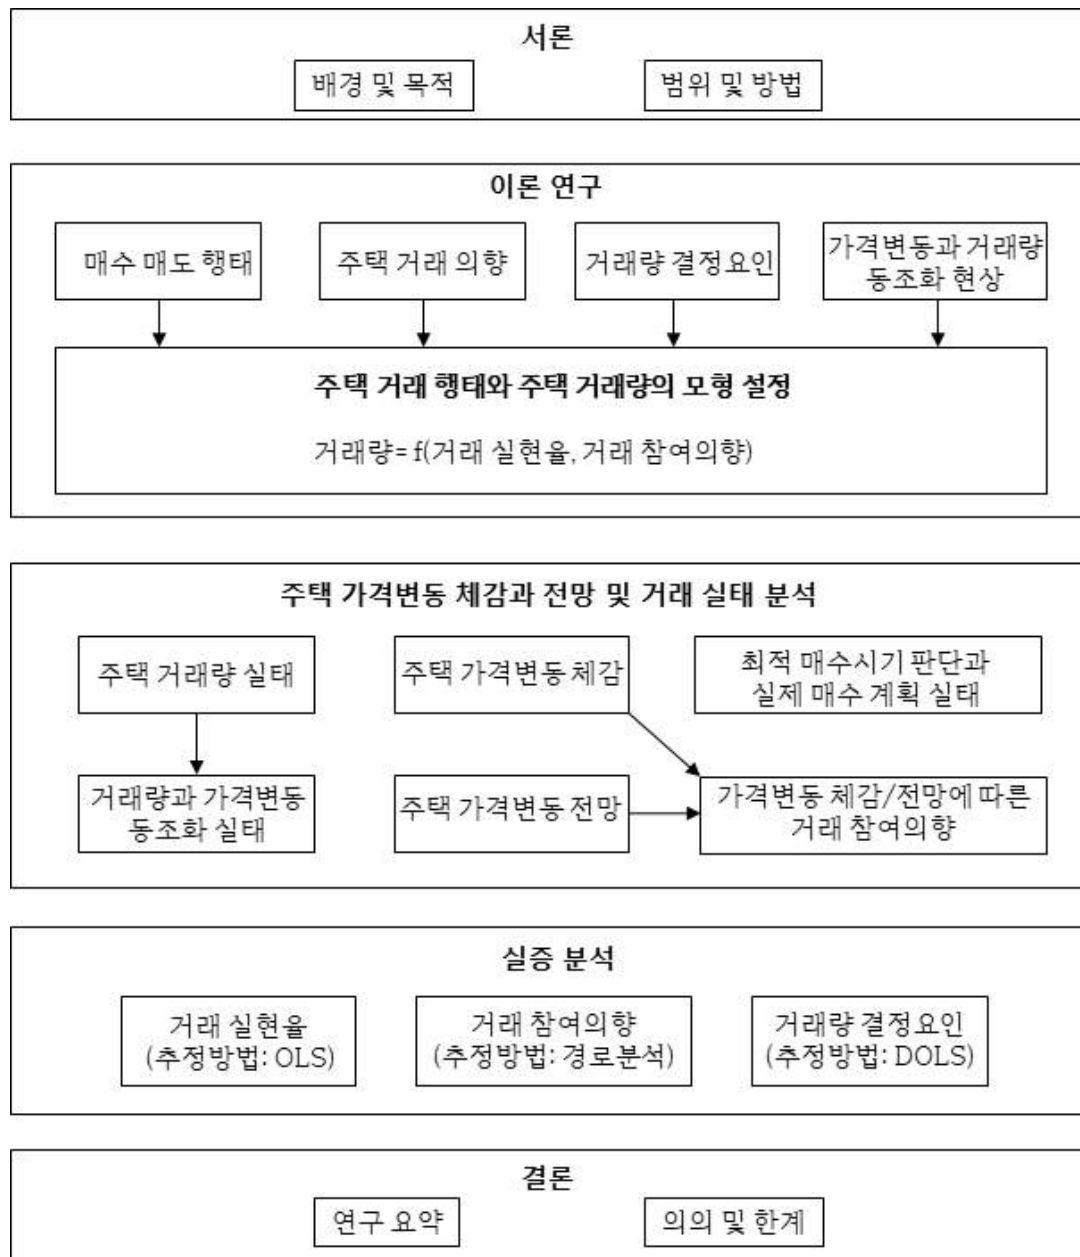 서론
배경 및 목적
범위 및 방법
이론 연구
매수 매도 행태
주택 거래 의향
거래량 결정요인
가격변동과 거래량
동조화 현상
주택 거래 행태와 주택 거래량의 모형 설정
거래량= f(거래 실현율, 거래 참여의향)
주택 가격변동 체감과 전망 및 거래 실태 분석
주택 거래량 실태
주택 가격변동 체감
최적 매수시기 판단과
실제 매수 계획 실태
거래량과 가격변동
동조화 실태
주택 가격변동 전망
가격변동 체감/전망에 따른
거래 참여의향
실증 분석
거래 실현율
(추정방법: OLS)
거래 참여의향
(추정방법: 경로분석)
거래량 결정요인
(추정방법: DOLS)
결론
연구 요약
의의 및 한계